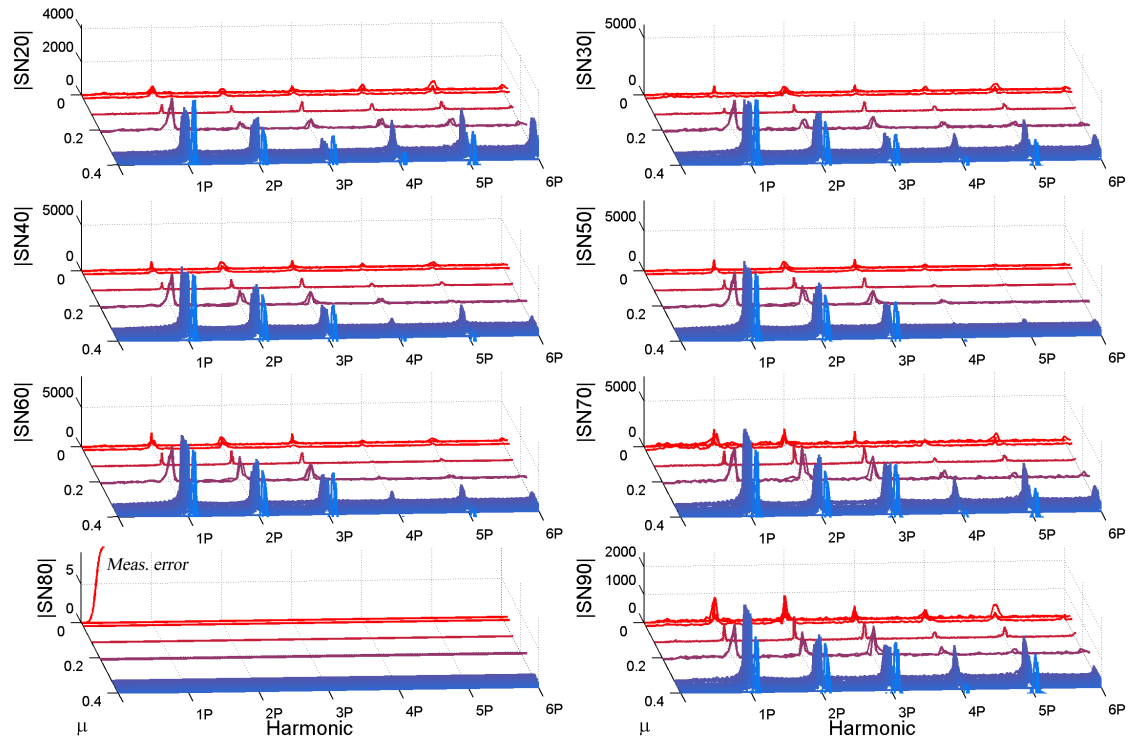 |SN20|
4000
2000
0
0
0.2
0.4
1P
2P
3P
4P
5P
6P
|SN30|
5000
0
0
0.2
0.4
1P
2P
3P
4P
5P
6P
|SN40|
5000
0
0
0.2
0.4
1P
2P
3P
4P
5P
6P
|SN50|
5000
0
0
0.2
0.4
1P
2P
3P
4P
5P
6P
|SN60|
5000
0
0
0.2
0.4
1P
2P
3P
4P
5P
6P
|SN70|
5000
0
0
0.2
0.4
1P
2P
3P
4P
5P
6P
|SN80|
Meas. error
5
0
0
0.2
0.4
1P
2P
3P
4P
5P
6P
μ
Harmonic
|SN90|
2000
1000
0
0
0.2
0.4
1P
2P
3P
4P
5P
6P
μ
Harmonic